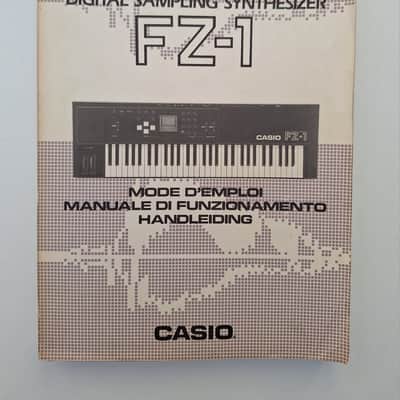 DIGITAL SAMPLING SYNTHESIZER
FZ-1
CASIO FZ-1
MODE D'EMPLOI
MANUALE DI FUNZIONAMENTO
HANDLEIDING
CASIO